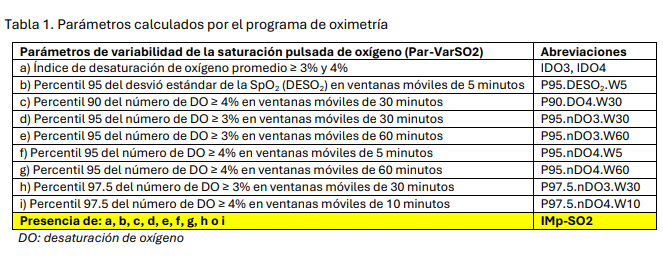 Tabla 1. Parámetros calculados por el programa de oximetría
Parámetros de variabilidad de la saturación pulsada de oxígeno (Par-VarSO2) Abreviaciones
a) Índice de desaturación de oxígeno promedio ≥ 3% y 4% IDO3, IDO4
b) Percentil 95 del desvió estándar de la SpO₂ (DESO₂) en ventanas móviles de 5 minutos P95.DESO₂.W5
c) Percentil 90 del número de DO ≥ 4% en ventanas móviles de 30 minutos P90.DO4.W30
d) Percentil 95 del número de DO ≥ 3% en ventanas móviles de 30 minutos P95.nDO3.W30
e) Percentil 95 del número de DO ≥ 3% en ventanas móviles de 60 minutos P95.nDO3.W60
f) Percentil 95 del número de DO ≥ 4% en ventanas móviles de 5 minutos P95.nDO4.W5
g) Percentil 95 del número de DO ≥ 4% en ventanas móviles de 60 minutos P95.nDO4.W60
h) Percentil 97.5 del número de DO ≥ 3% en ventanas móviles de 30 minutos P97.5.nDO3.W30
i) Percentil 97.5 del número de DO ≥ 4% en ventanas móviles de 10 minutos P97.5.nDO4.W10
Presencia de: a, b, c, d, e, f, g, h o i IMp-SO2
DO: desaturación de oxígeno